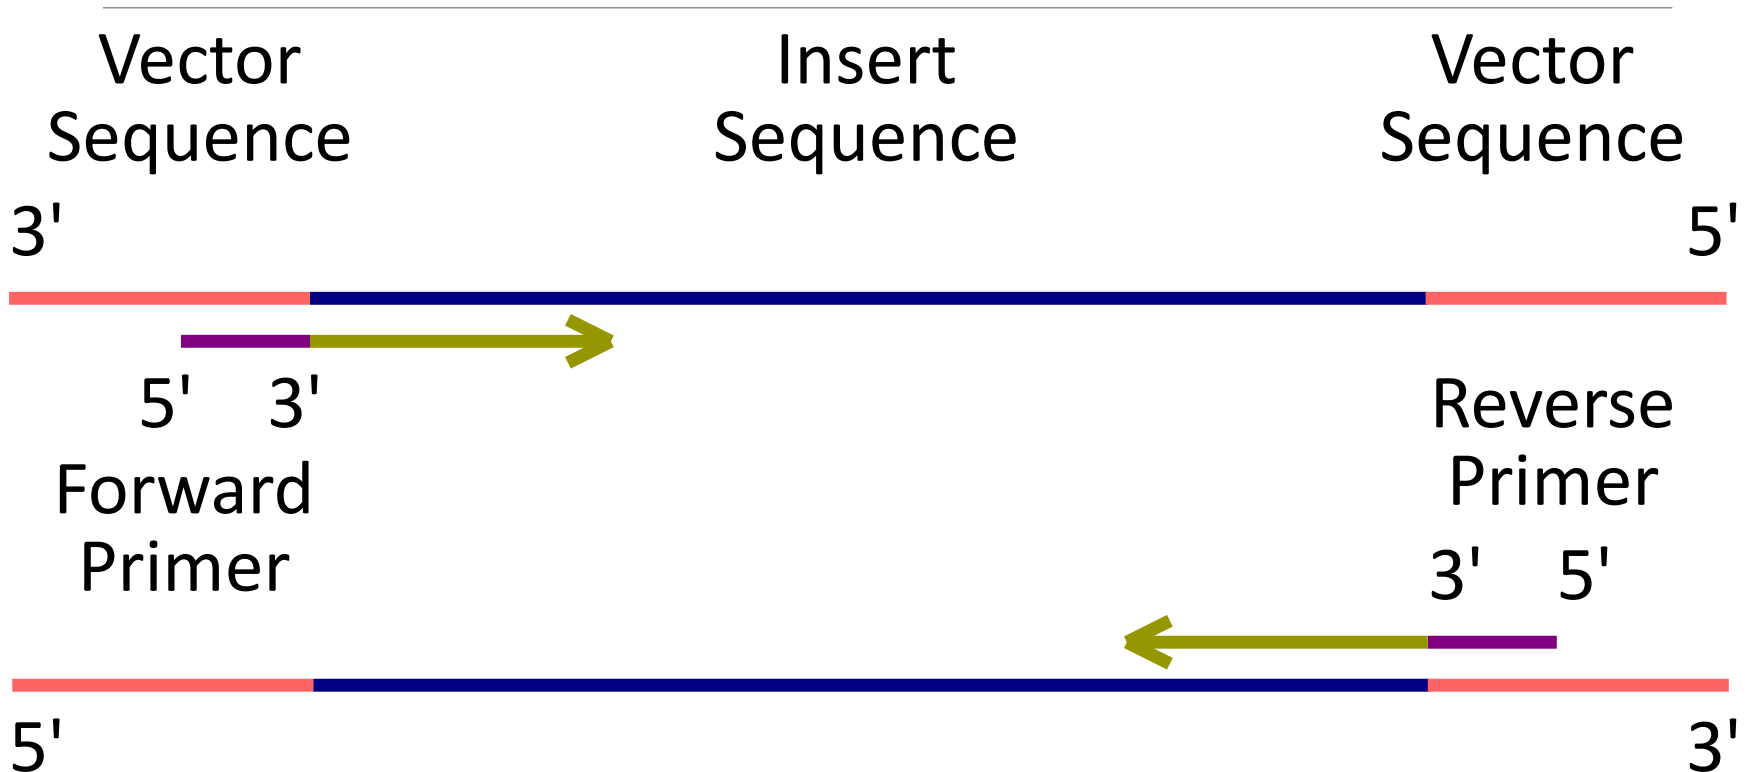 Vector
Sequence
Insert
Sequence
Vector
Sequence
3'
5'
5'
3'
Forward
Primer
Reverse
Primer
3'
5'
5'
3'